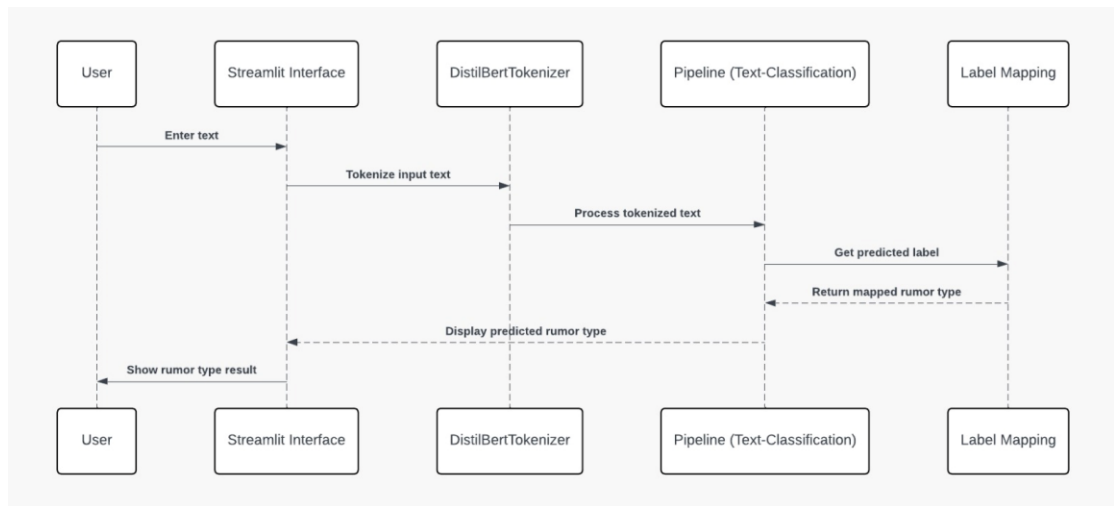 User
Streamlit Interface
DistilBertTokenizer
Pipeline (Text-Classification)
Label Mapping
Enter text
Tokenize input text
Process tokenized text
Get predicted label
Return mapped rumor type
Display predicted rumor type
Show rumor type result
User
Streamlit Interface
DistilBertTokenizer
Pipeline (Text-Classification)
Label Mapping